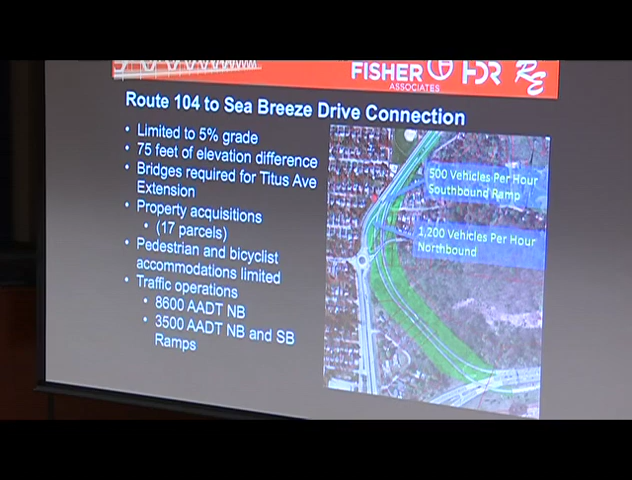 FISHER
ASSOCIATES
HDR
RE
Route 104 to Sea Breeze Drive Connection
• Limited to 5% grade
• 75 feet of elevation difference
• Bridges required for Titus Ave
Extension
• Property acquisitions
• (17 parcels)
• Pedestrian and bicyclist
accommodations limited
• Traffic operations
• 8600 AADT NB
• 3500 AADT NB and SB
Ramps
500 Vehicles Per Hour
Southbound Ramp
1,200 Vehicles Per Hour
Northbound